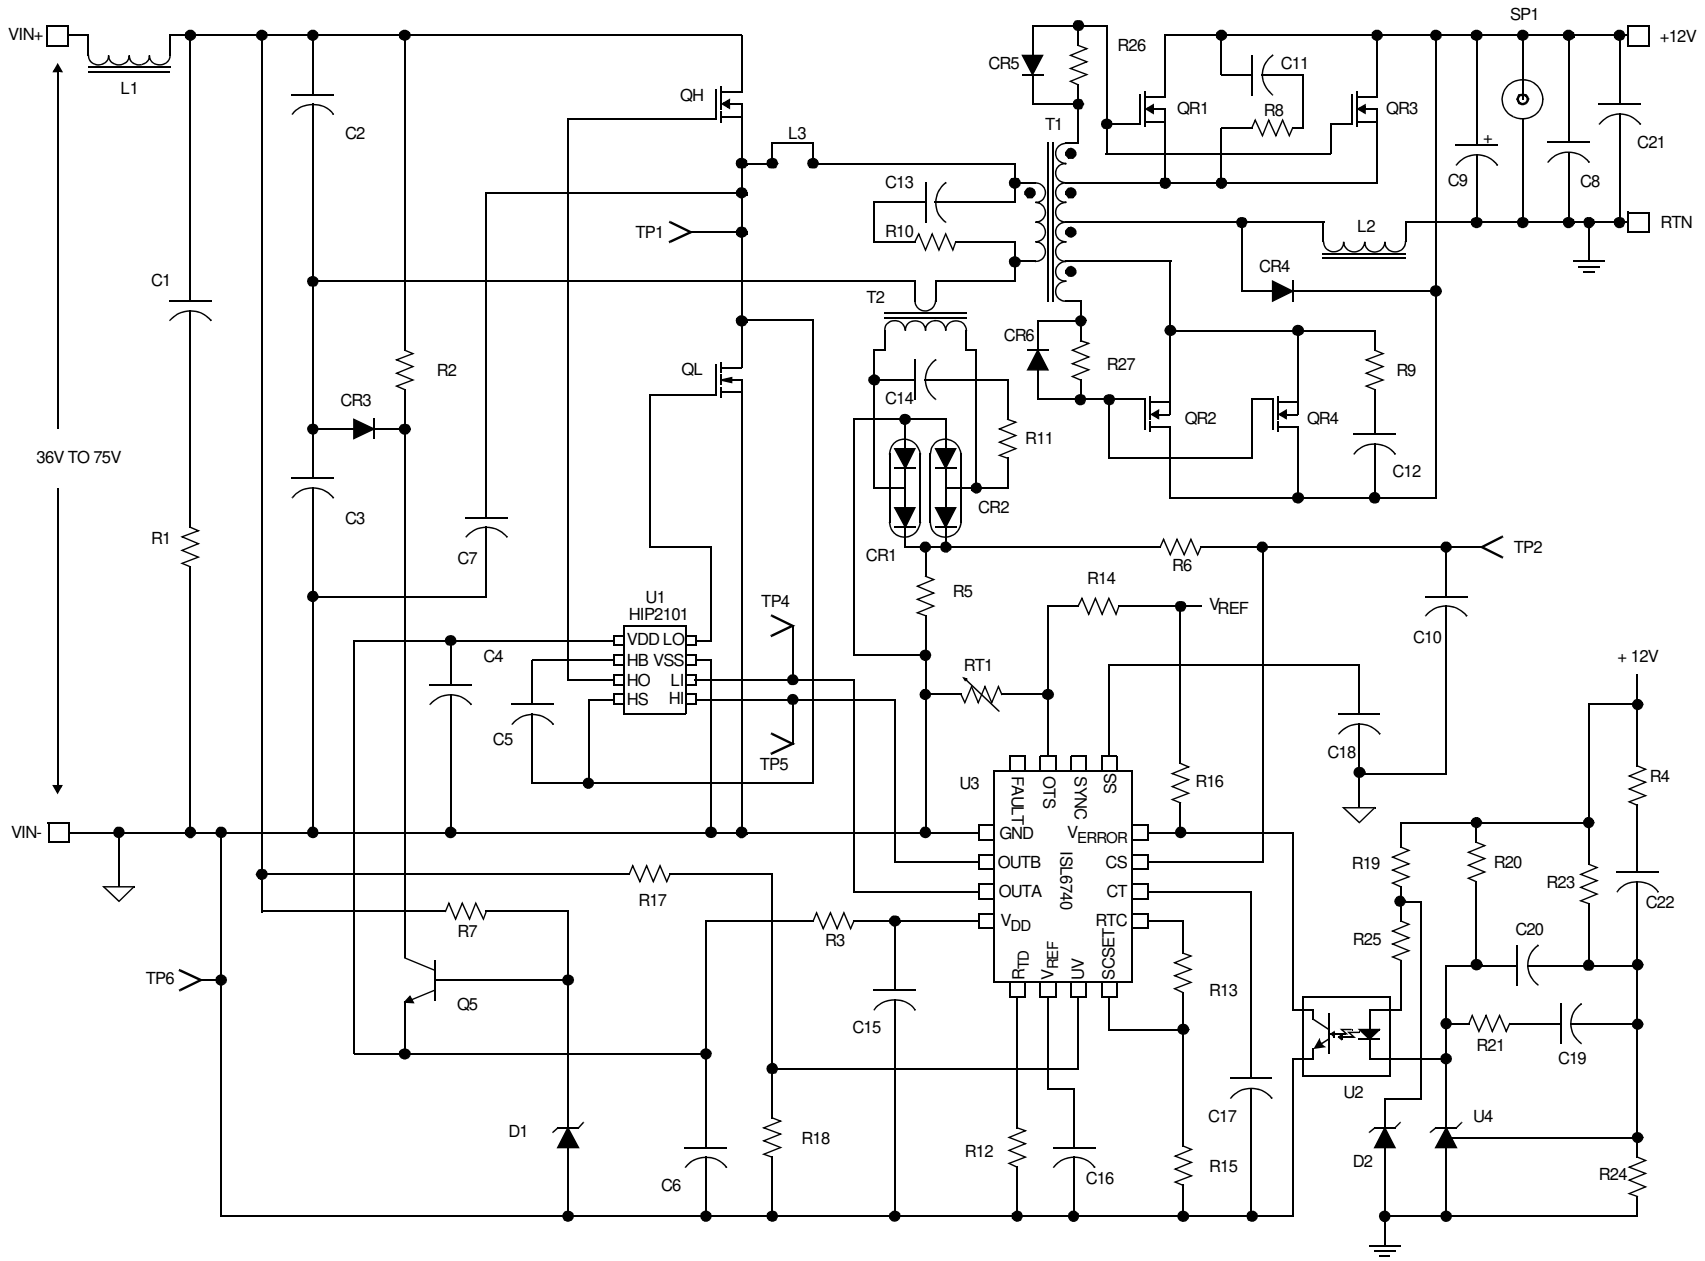 VIN+
L1
36V TO 75V
VIN-
C1
R1
C2
CR3
C3
R2
C7
QH
L3
TP1
QL
C13
R10
T2
T1
CR5
R26
QR1
C11
R8
QR3
SP1
+12V
C9
+
C8
C21
RTN
L2
CR4
CR6
R27
QR2
QR4
R9
C12
C14
R11
CR1
CR2
R5
R6
TP2
R14
VREF
C10
C4
C5
U1
HIP2101
VDD LO
HB VSS
HO LI
HS HI
TP4
TP5
RT1
C18
R16
U3
FAULT
OTS
SYNC
SS
GND
VERROR
OUTB
CS
OUTA
CT
VDD
RTC
ISL6740
RTD
VREF
UV
SCSET
+ 12V
R4
R19
R20
R23
C22
R25
C20
R21
C19
U2
U4
D2
R24
R17
R7
R3
TP6
Q5
C15
R13
D1
C6
R18
R12
C16
R15
C17